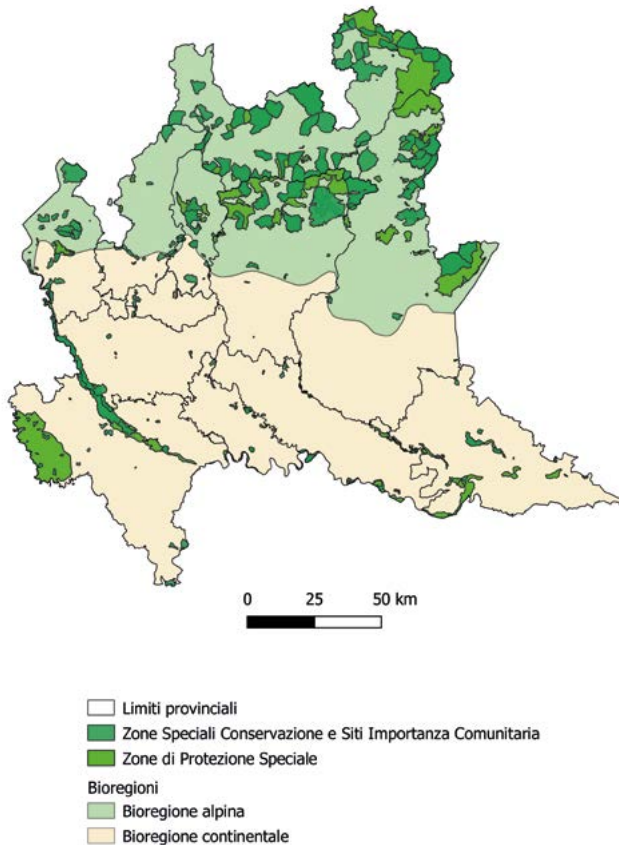 0 25 50 km
Limiti provinciali
Zone Speciali Conservazione e Siti Importanza Comunitaria
Zone di Protezione Speciale
Bioregioni
Bioregione alpina
Bioregione continentale